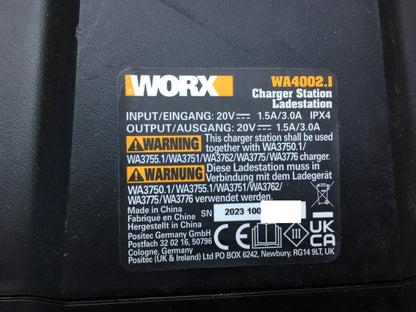 WORX WA4002.1
Charger Station
Ladestation
INPUT/EINGANG: 20V⎓ 1.5A/3.0A IPX4
OUTPUT/AUSGANG: 20V⎓ 1.5A/3.0A
WARNING This charger station shall be used
together with WA3750.1/
WA3755.1/WA3751/WA3762/WA3775/WA3776 charger.
WARNUNG Diese Ladestation muss in
Verbindung mit dem Ladegerät
WA3750.1/WA3755.1/WA3751/WA3762/
WA3775/WA3776 verwendet werden.
Made in China
Fabriqué en Chine
Hergestellt in China
SN 2023 100
Positec Germany GmbH
Postfach 32 02 16, 50796
Cologne, Germany
Positec (UK & Ireland) Ltd PO BOX 6242, Newbury, RG14 9LT, UK
CE III UKCA